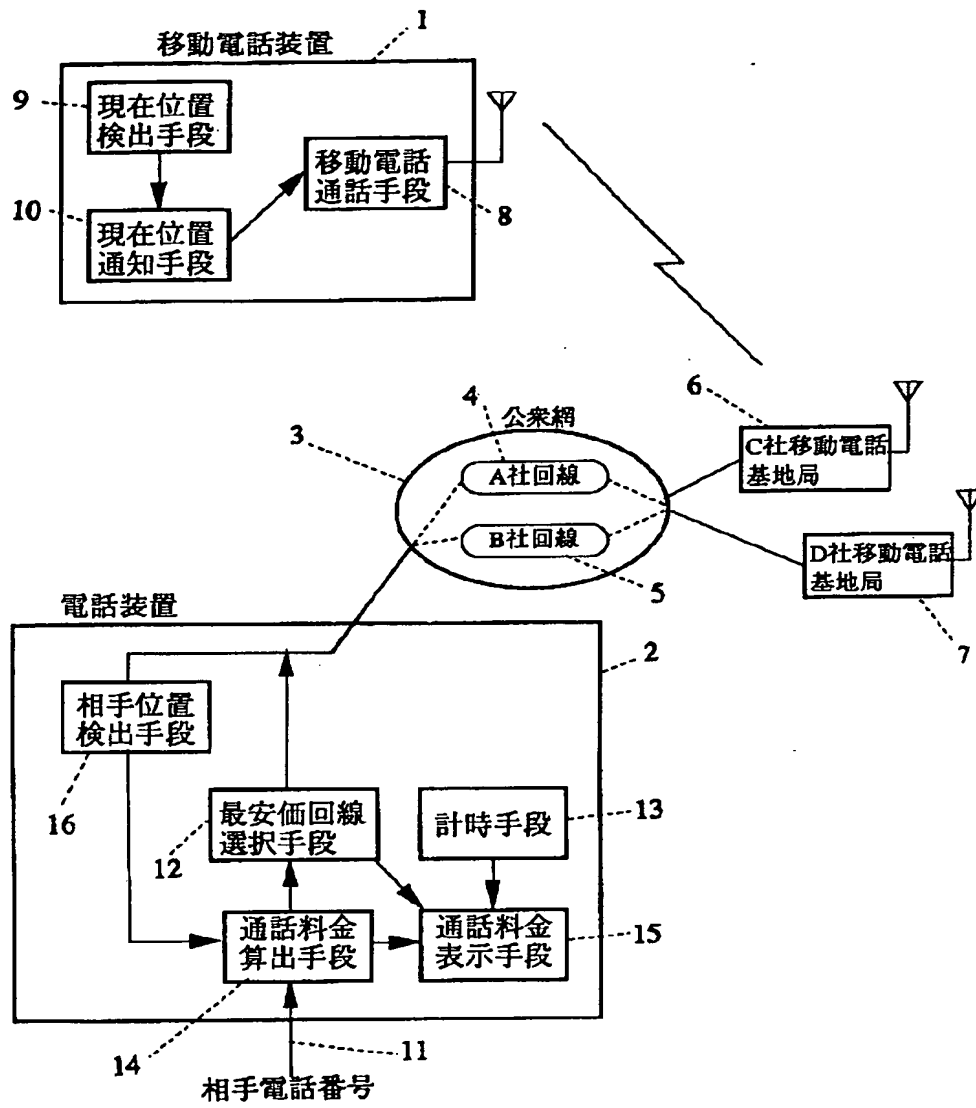 移動電話装置
1
9
現在位置
検出手段
移動電話
通話手段
8
10
現在位置
通知手段
6
4
公衆網
3
A社回線
C社移動電話
基地局
B社回線
5
D社移動電話
基地局
7
電話装置
2
相手位置
検出手段
16
最安価回線
選択手段
12
計時手段
13
通話料金
算出手段
14
通話料金
表示手段
15
11
相手電話番号